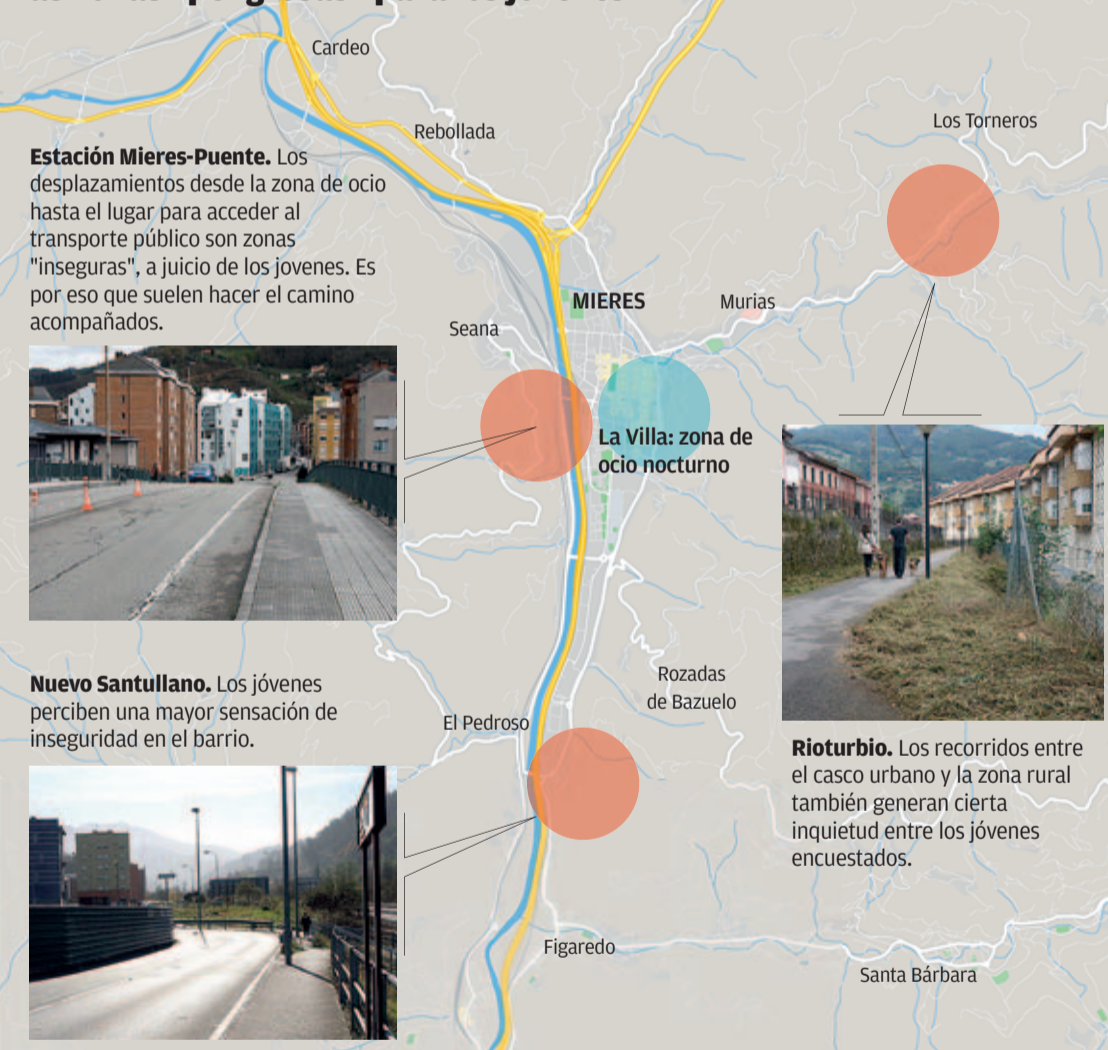 Cardeo
Rebollada
Los Torneros
Estación Mieres-Puente. Los
desplazamientos desde la zona de ocio
hasta el lugar para acceder al
transporte público son zonas
"inseguras", a juicio de los jovenes. Es
por eso que suelen hacer el camino
acompañados.
MIERES
Murias
Seana
La Villa: zona de
ocio nocturno
Rozadas
de Bazuelo
Nuevo Santullano. Los jóvenes
perciben una mayor sensación de
inseguridad en el barrio.
El Pedroso
Rioturbio. Los recorridos entre
el casco urbano y la zona rural
también generan cierta
inquietud entre los jóvenes
encuestados.
Figaredo
Santa Bárbara